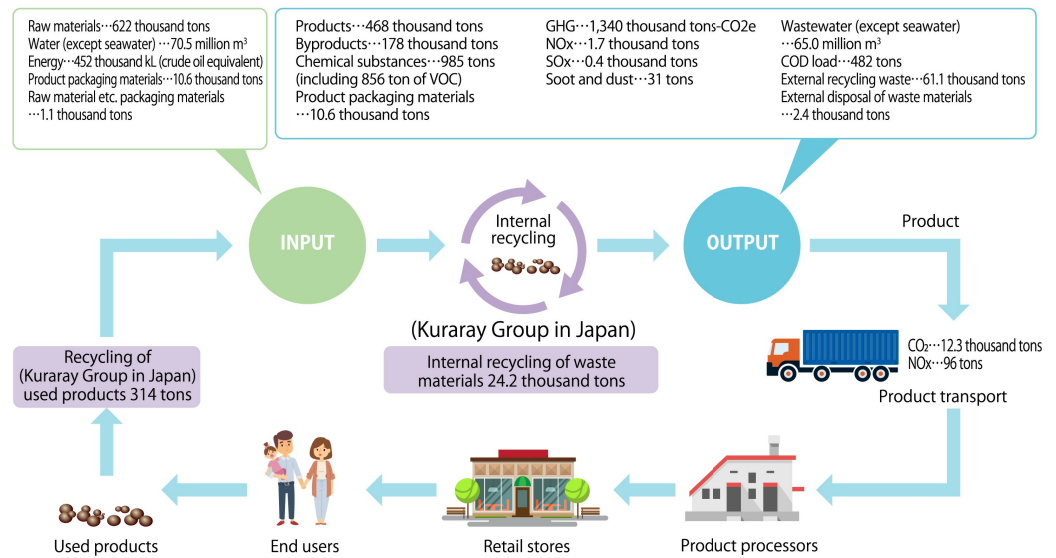 Raw materials…622 thousand tons
Water (except seawater) …70.5 million m³
Energy…452 thousand kL (crude oil equivalent)
Product packaging materials…10.6 thousand tons
Raw material etc. packaging materials
…1.1 thousand tons
Products…468 thousand tons
Byproducts…178 thousand tons
Chemical substances…985 tons
(including 856 ton of VOC)
Product packaging materials
…10.6 thousand tons
GHG…1,340 thousand tons-CO2e
NOx…1.7 thousand tons
SOx…0.4 thousand tons
Soot and dust…31 tons
Wastewater (except seawater)
…65.0 million m³
COD load…482 tons
External recycling waste…61.1 thousand tons
External disposal of waste materials
…2.4 thousand tons
INPUT
Internal
recycling
OUTPUT
Product
(Kuraray Group in Japan)
Internal recycling of waste
materials 24.2 thousand tons
CO₂…12.3 thousand tons
NOx…96 tons
Product transport
Recycling of
(Kuraray Group in Japan)
used products 314 tons
Used products
End users
Retail stores
Product processors